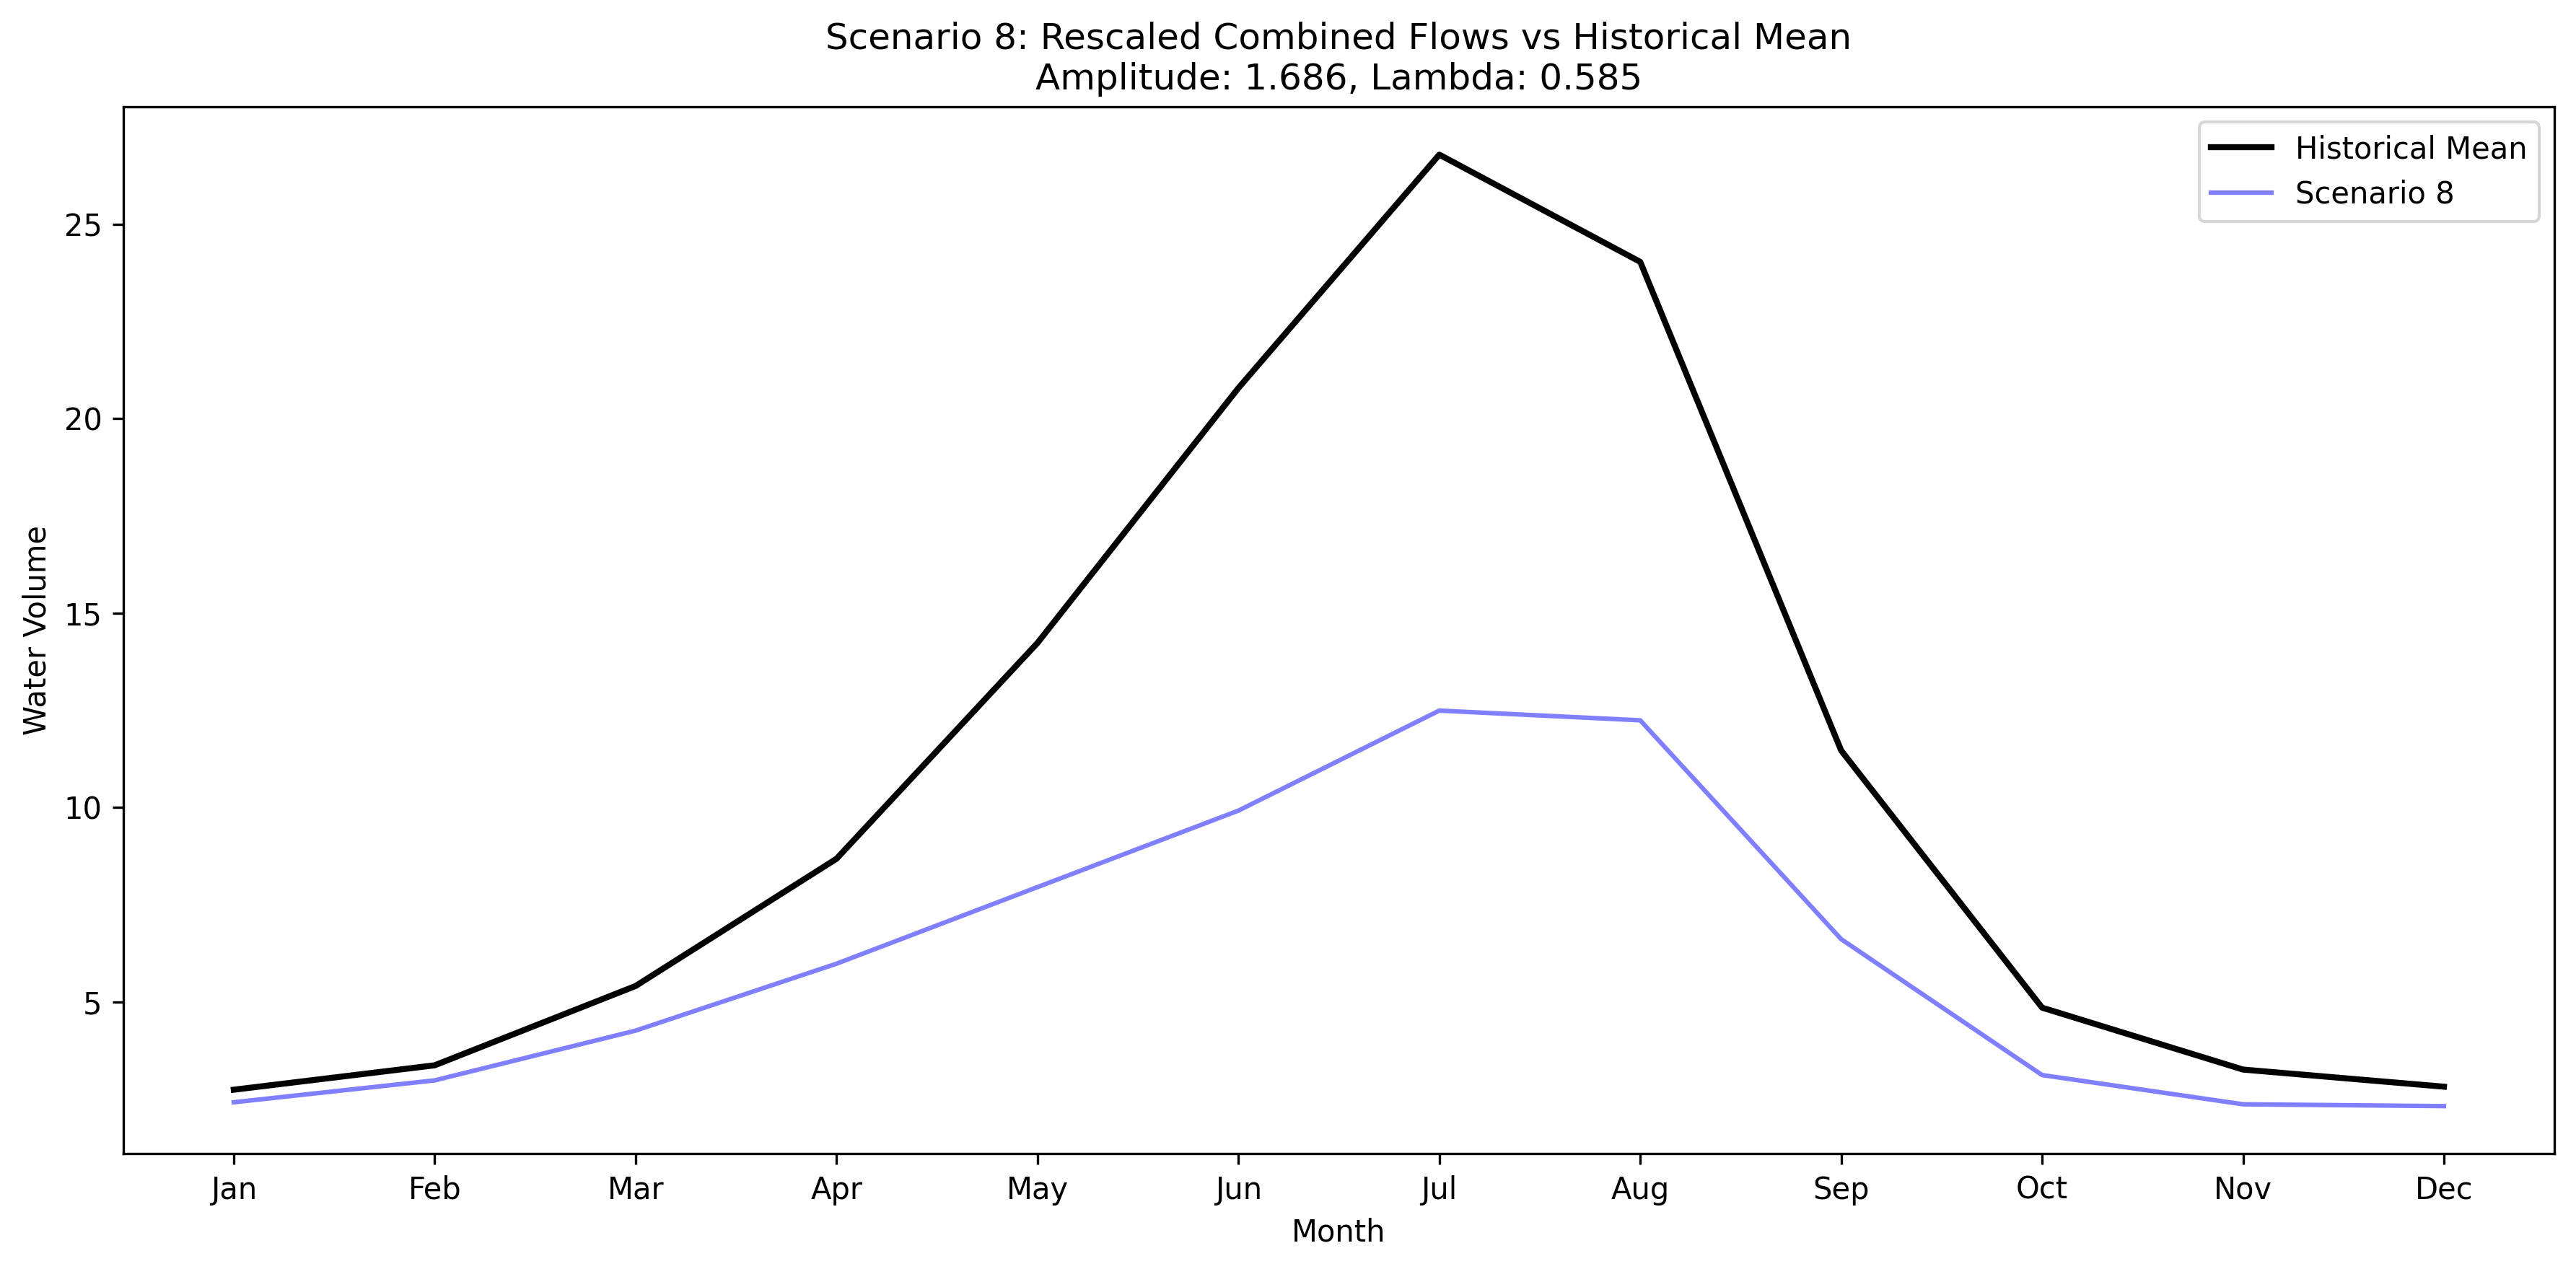 Scenario 8: Rescaled Combined Flows vs Historical Mean
Amplitude: 1.686, Lambda: 0.585
Historical Mean
Scenario 8
25
20
15
10
5
Water Volume
Jan Feb Mar Apr May Jun Jul Aug Sep Oct Nov Dec
Month